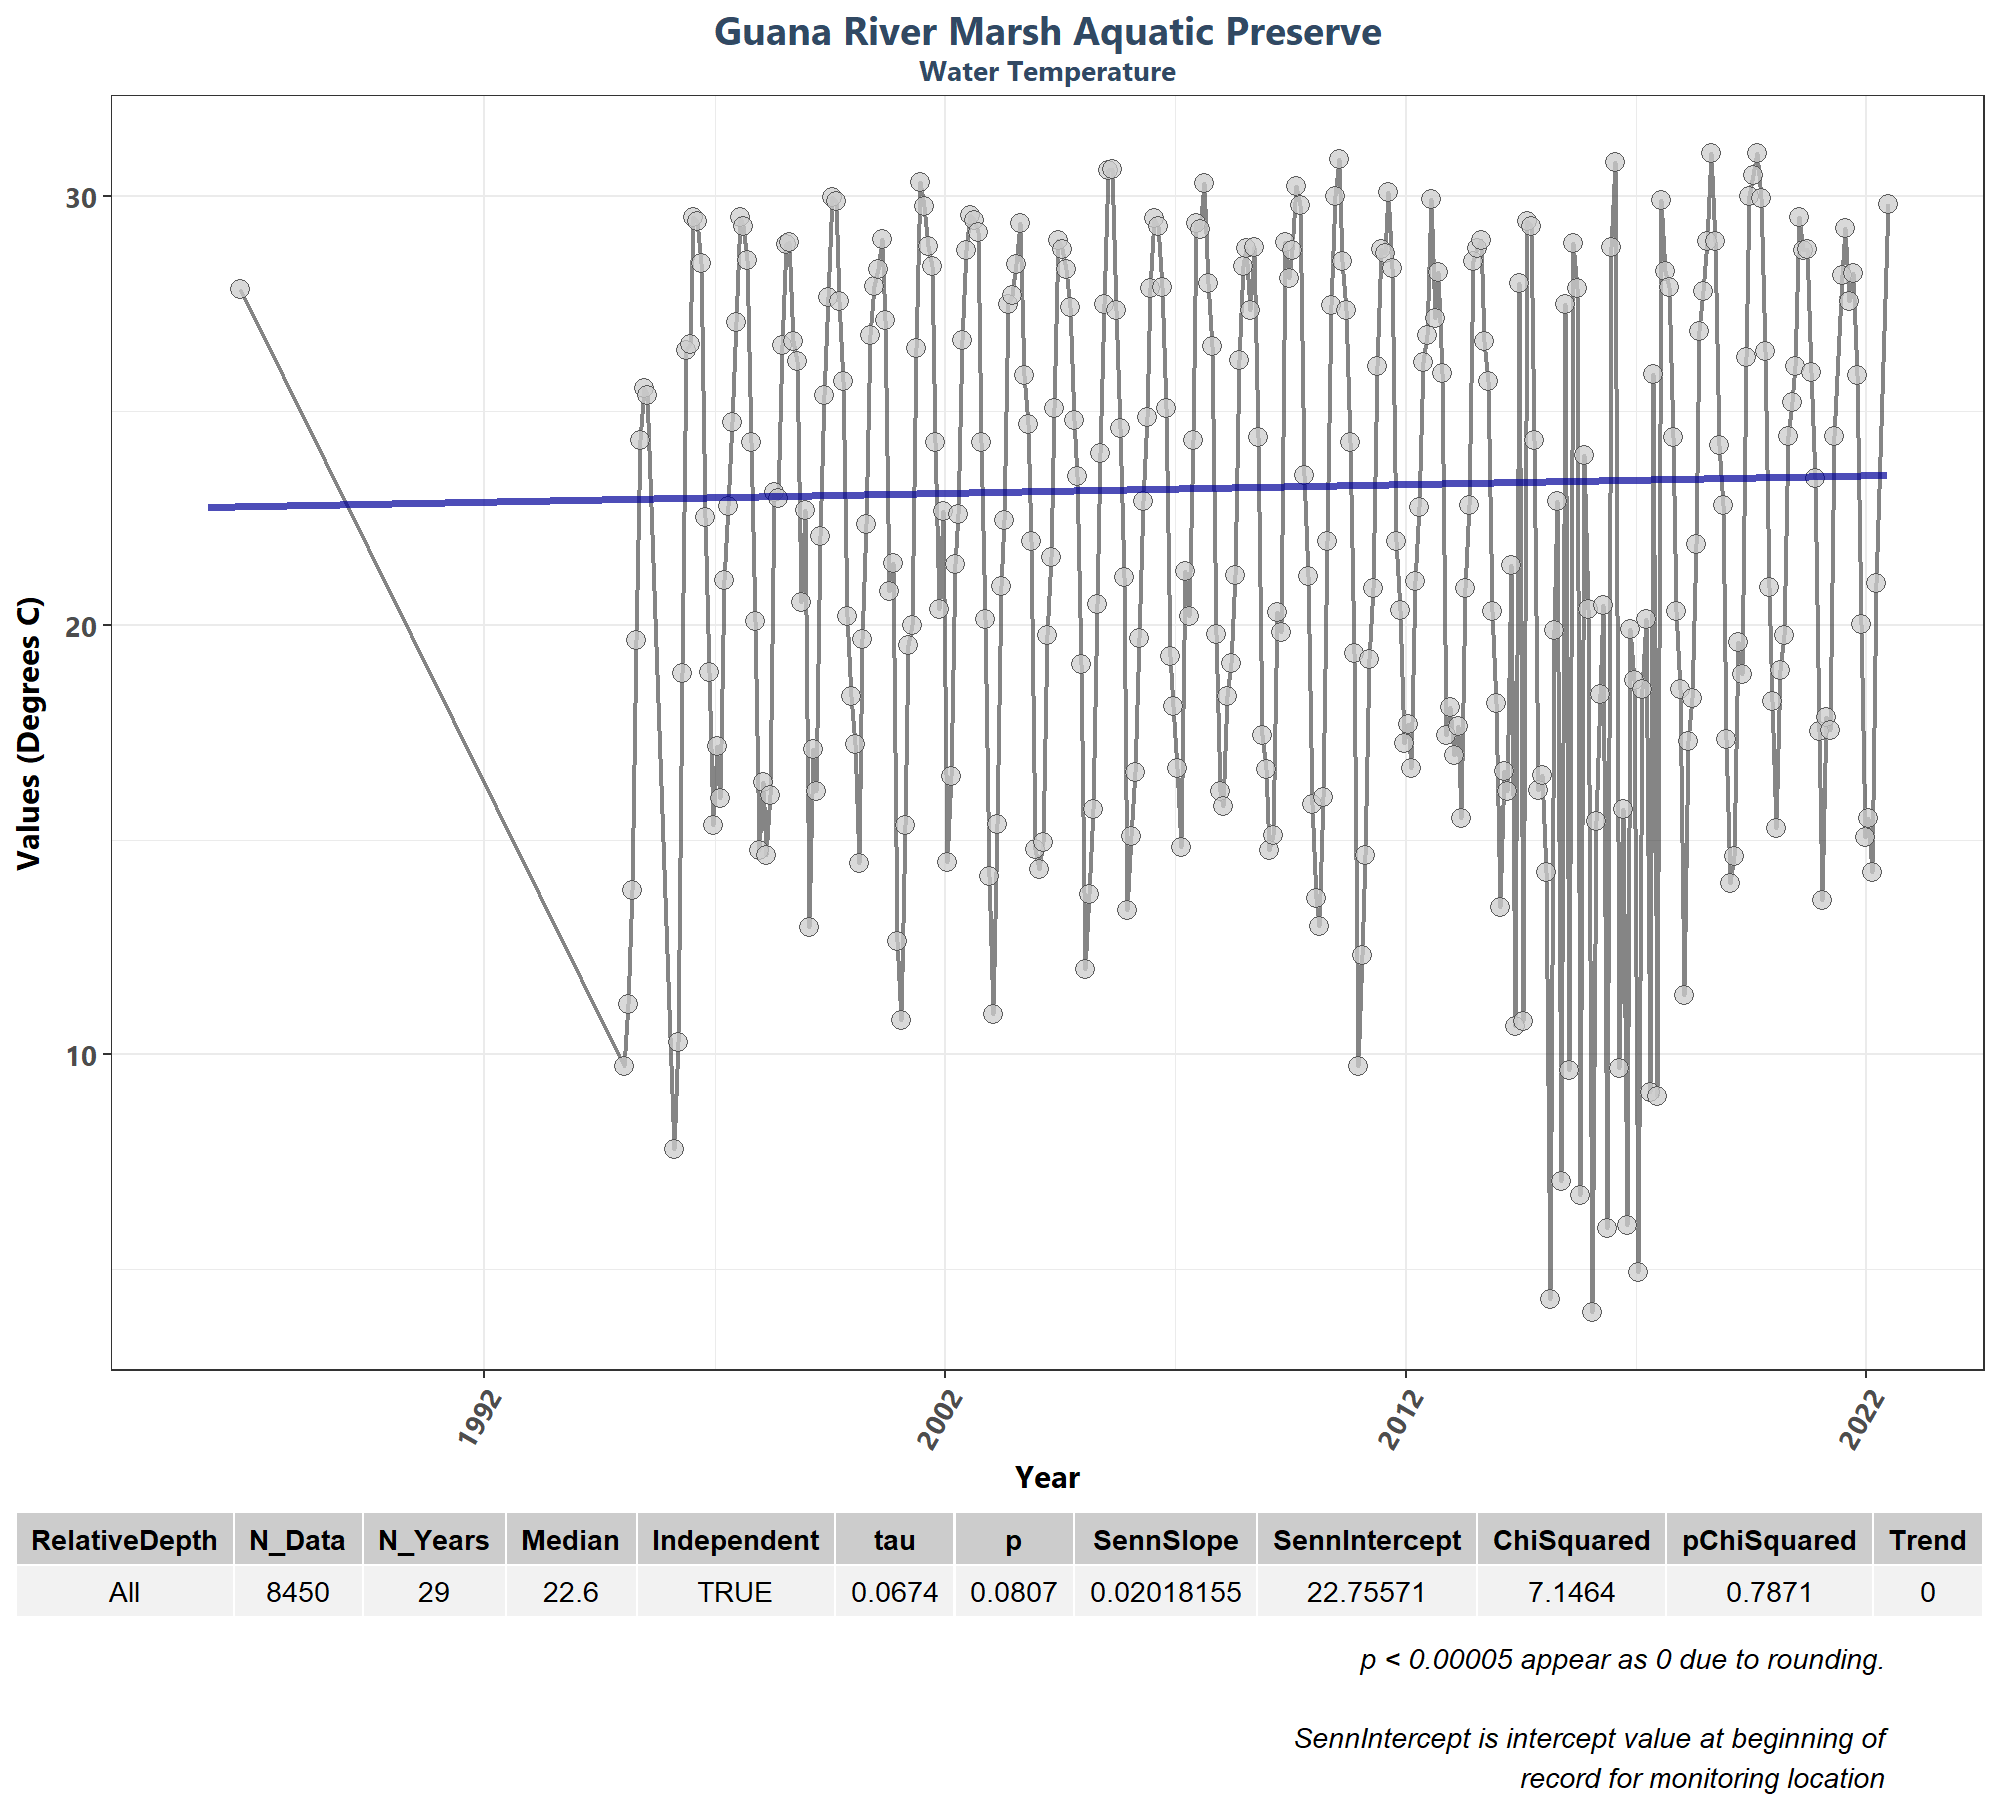 Guana River Marsh Aquatic Preserve
Water Temperature
Values (Degrees C)
30
20
10
1992 2002 2012 2022
Year
RelativeDepth N_Data N_Years Median Independent tau p SennSlope SennIntercept ChiSquared pChiSquared Trend
All 8450 29 22.6 TRUE 0.0674 0.0807 0.02018155 22.75571 7.1464 0.7871 0
p < 0.00005 appear as 0 due to rounding.
SennIntercept is intercept value at beginning of
record for monitoring location